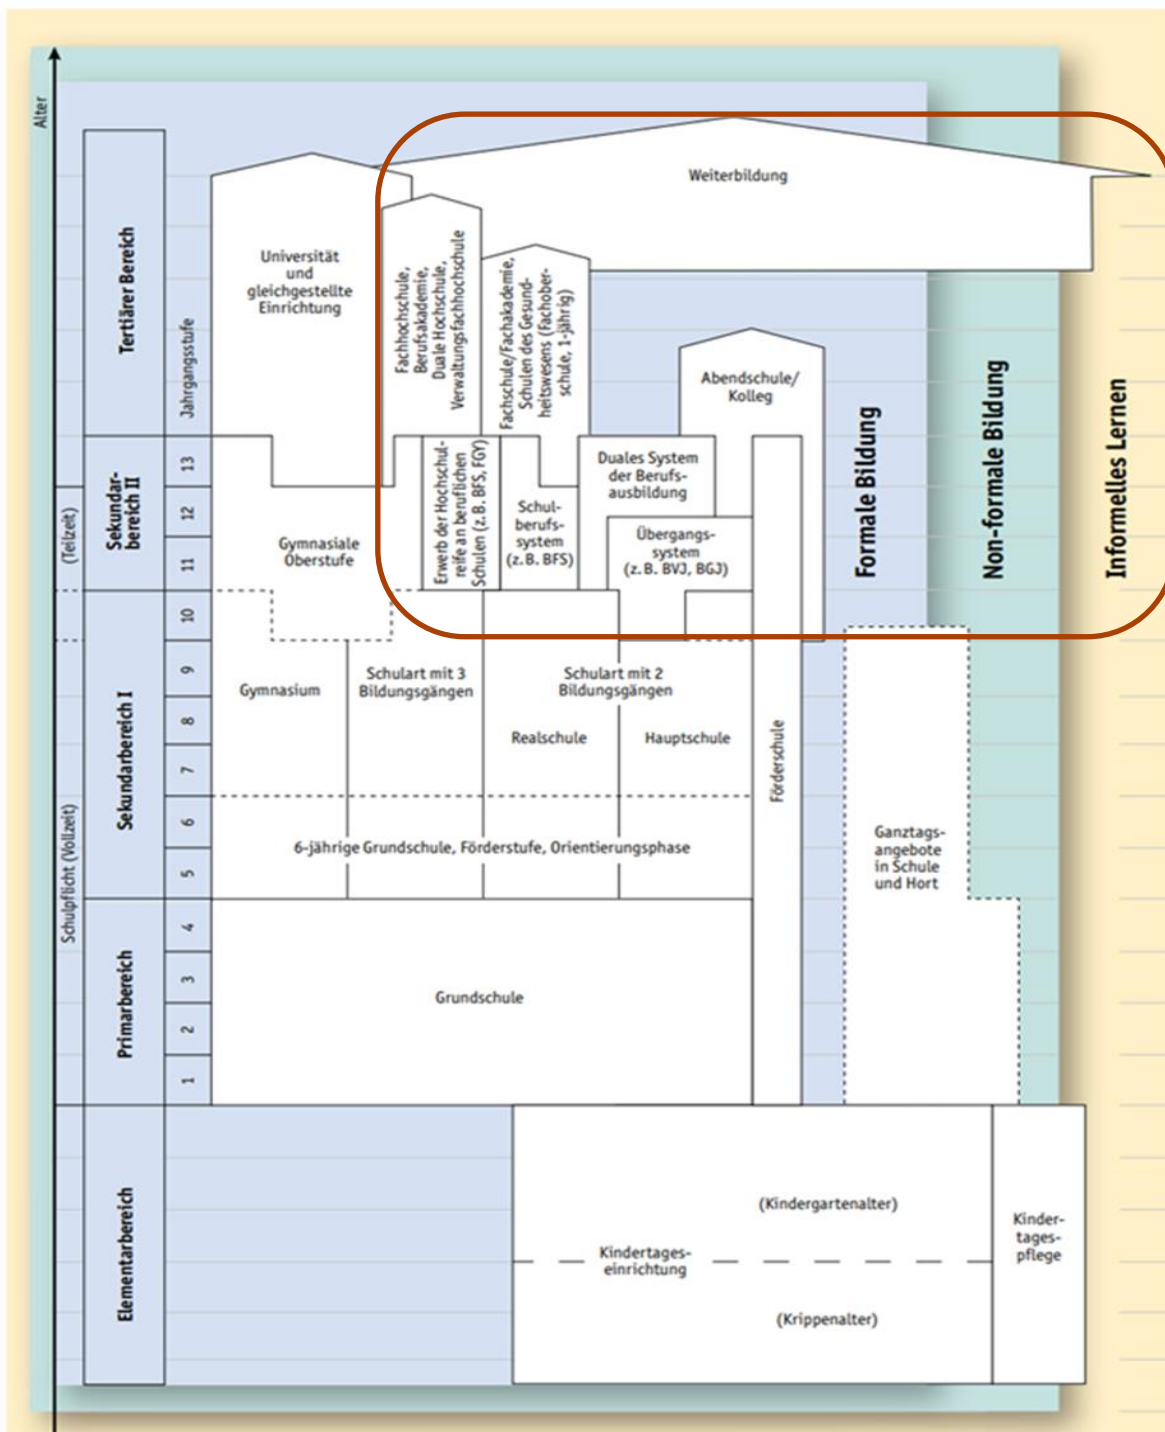 Alter
Tertiärer Bereich
Jahrgangsstufe
Weiterbildung
Universität
und
gleichgestellte
Einrichtung
Fachhochschule,
Berufsakademie,
Duale Hochschule,
Verwaltungsfachhochschule
Fachschule/Fachakademie,
Schulen des Gesund-
heitswesens (Fachober-
schule, 1-jährig)
Abendschule/
Kolleg
Formale Bildung
Non-formale Bildung
Informelles Lernen
(Teilzeit)
Sekundar-
bereich II
13
12
11
Gymnasiale
Oberstufe
Erwerb der Hochschul-
reife an beruflichen
Schulen (z.B. BFS, FGY)
Schul-
berufs-
system
(z.B. BFS)
Duales System
der Berufs-
ausbildung
Übergangs-
system
(z.B. BVJ, BGJ)
Schulpflicht (Vollzeit)
Sekundarbereich I
10
9
8
7
6
5
Gymnasium
Schulart mit 3
Bildungsgängen
Schulart mit 2
Bildungsgängen
Realschule
Hauptschule
Förderschule
6-jährige Grundschule, Förderstufe, Orientierungsphase
Ganztags-
angebote
in Schule
und Hort
Primarbereich
4
3
2
1
Grundschule
Elementarbereich
(Kindergartenalter)
Kindertages-
einrichtung
(Krippenalter)
Kinder-
tages-
pflege